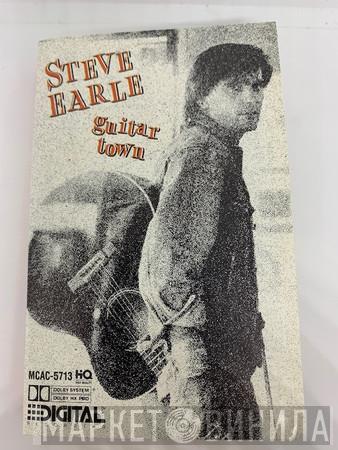 STEVE
EARLE
guitar
town
MCAC-5713 HQ
DOLBY SYSTEM
DOLBY HX PRO
DIGITAL
МАРКЕТ ВИНИЛА